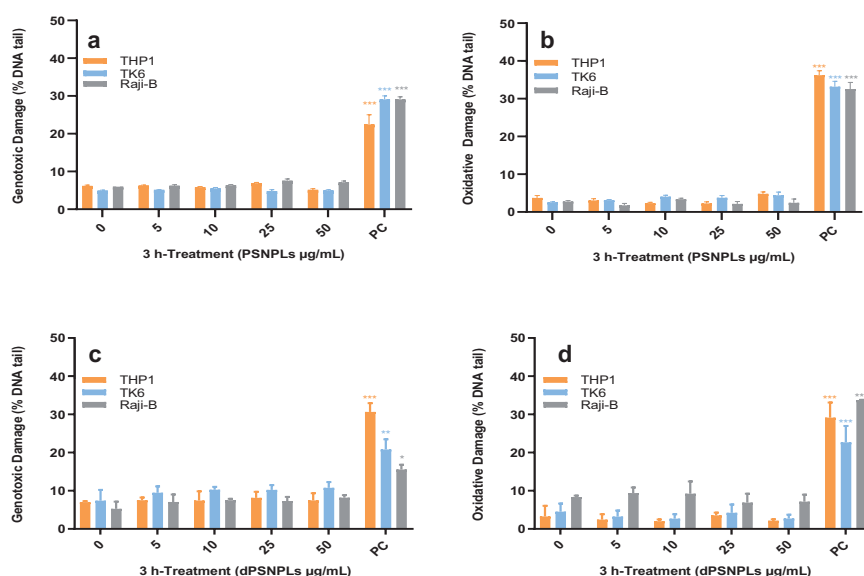 a
THP1
TK6
Raji-B
Genotoxic Damage (% DNA tail)
50
40
30
20
10
0
***
***
***
0
5
10
25
50
PC
3 h-Treatment (PSNPLs µg/mL)
b
THP1
TK6
Raji-B
Oxidative Damage (% DNA tail)
50
40
30
20
10
0
***
***
***
0
5
10
25
50
PC
3 h-Treatment (PSNPLs µg/mL)
c
THP1
TK6
Raji-B
Genotoxic Damage (% DNA tail)
50
40
30
20
10
0
***
**
*
0
5
10
25
50
PC
3 h-Treatment (dPSNPLs µg/mL)
d
THP1
TK6
Raji-B
Oxidative Damage (% DNA tail)
50
40
30
20
10
0
***
***
0
5
10
25
50
PC
3 h-Treatment (dPSNPLs µg/mL)